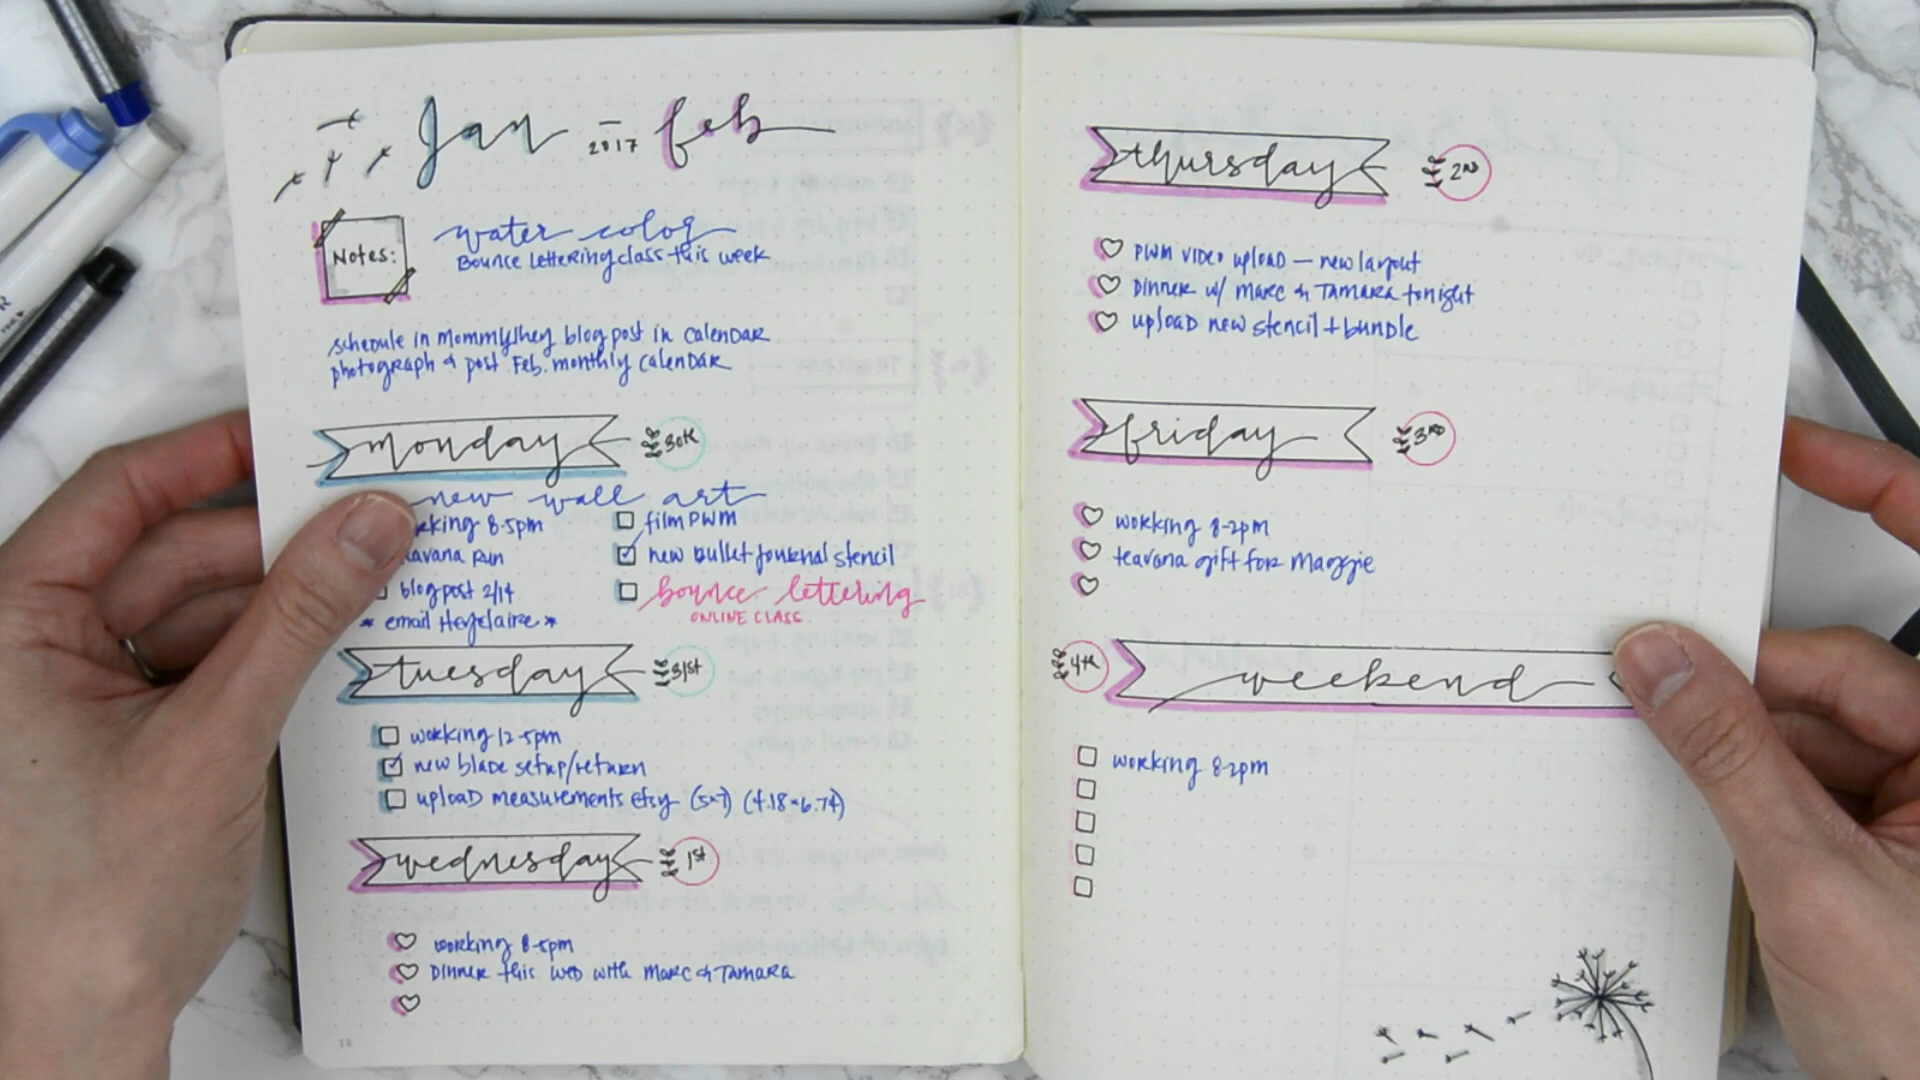 Jan - feb
2017
Notes:
water color
Bounce Lettering class this week
schedule in Mommyhey blog post in calendar
photograph & post Feb. monthly calendar
monday 30th
new wall art
rking 8-5pm
avana run
blog post 2/14
* email Heyclaire *
film PWM
new bullet journal stencil
bounce lettering
ONLINE CLASS
tuesday 31st
working 12-5pm
new blade setup/return
upload measurements etsy (5x7) (4.18x6.74)
wednesday 1st
working 8-5pm
Dinner this wed with Marc & Tamara
18
thursday 2nd
PWM video upload — new layout
Dinner w/ Marc & Tamara tonight
upload new stencil + bundle
friday 3rd
working 8-2pm
teavana gift for Maggie
4th weekend
working 8-2pm